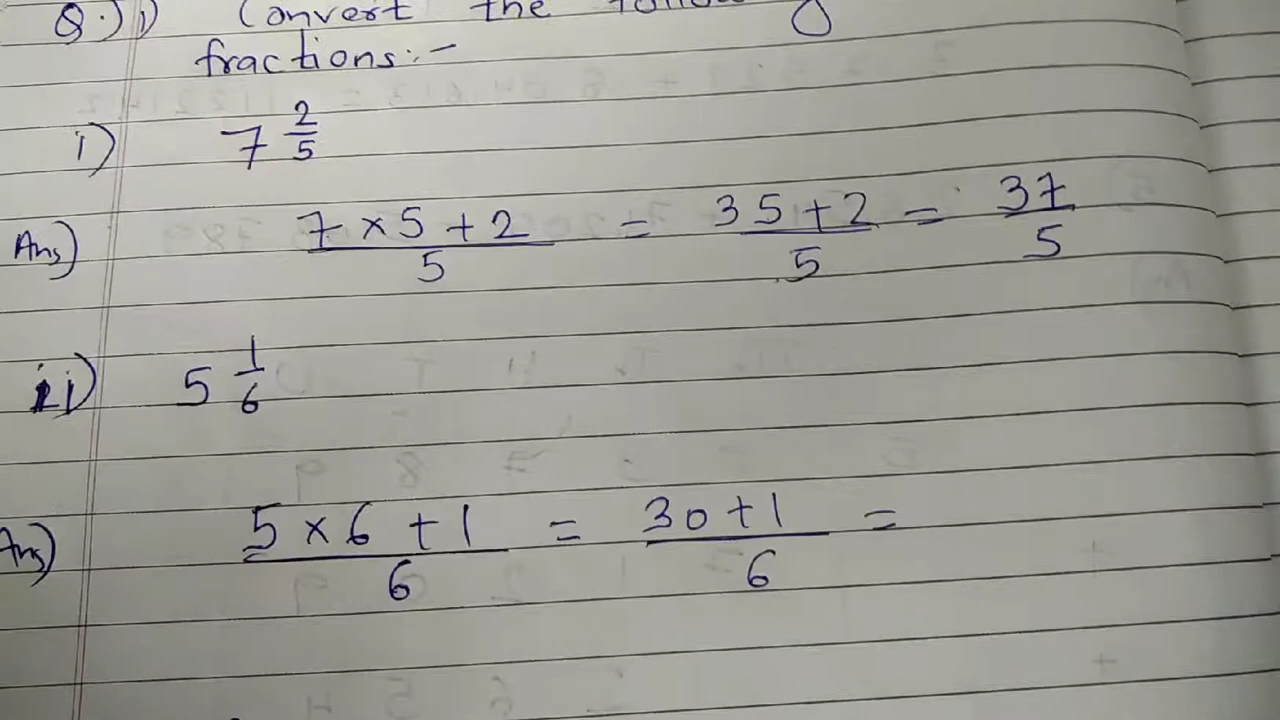 Q.) 1) Convert the
fractions:-
i) 7 2/5
Ans) 7 × 5 + 2 / 5 = 35 + 2 / 5 = 37 / 5
ii) 5 1/6
Ans) 5 × 6 + 1 / 6 = 30 + 1 / 6 =